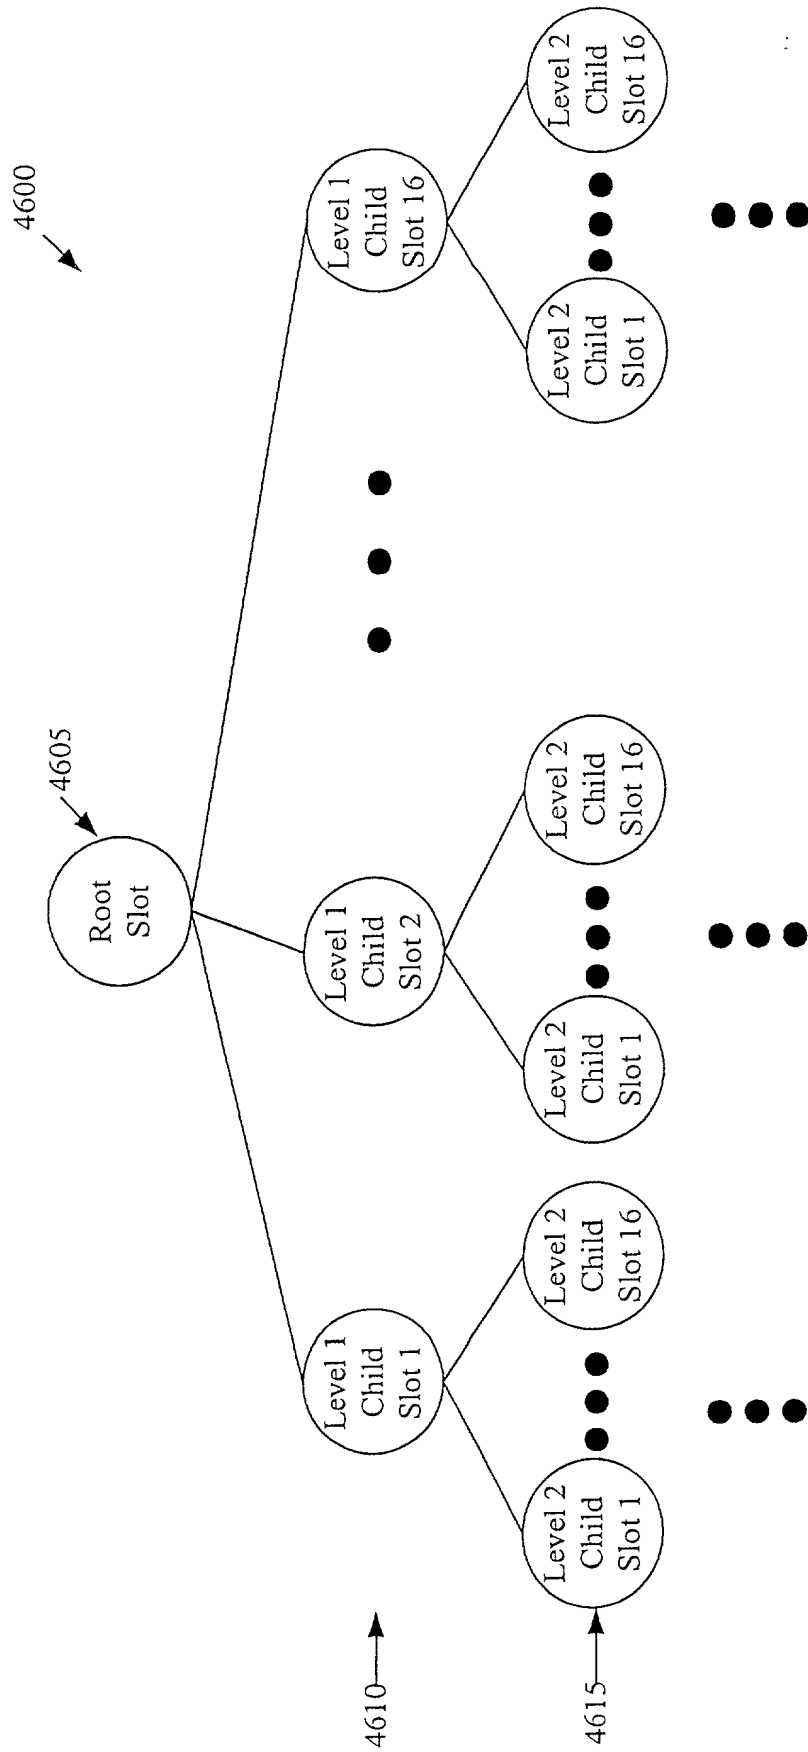 4600
4605
Root
Slot
4610
Level 1
Child
Slot 1
Level 1
Child
Slot 2
Level 1
Child
Slot 16
4615
Level 2
Child
Slot 1
Level 2
Child
Slot 16
Level 2
Child
Slot 1
Level 2
Child
Slot 16
Level 2
Child
Slot 1
Level 2
Child
Slot 16